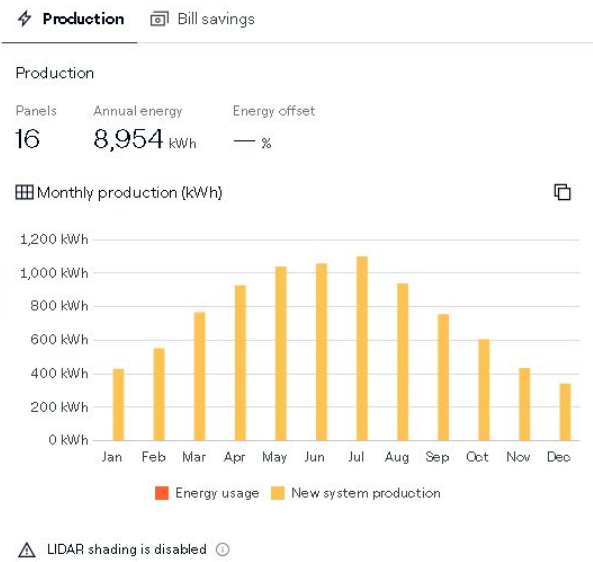 Production Bill savings
Production
Panels Annual energy Energy offset
16 8,954 kWh — %
Monthly production (kWh)
1,200 kWh
1,000 kWh
800 kWh
600 kWh
400 kWh
200 kWh
0 kWh
Jan Feb Mar Apr May Jun Jul Aug Sep Oct Nov Dec
Energy usage New system production
LIDAR shading is disabled